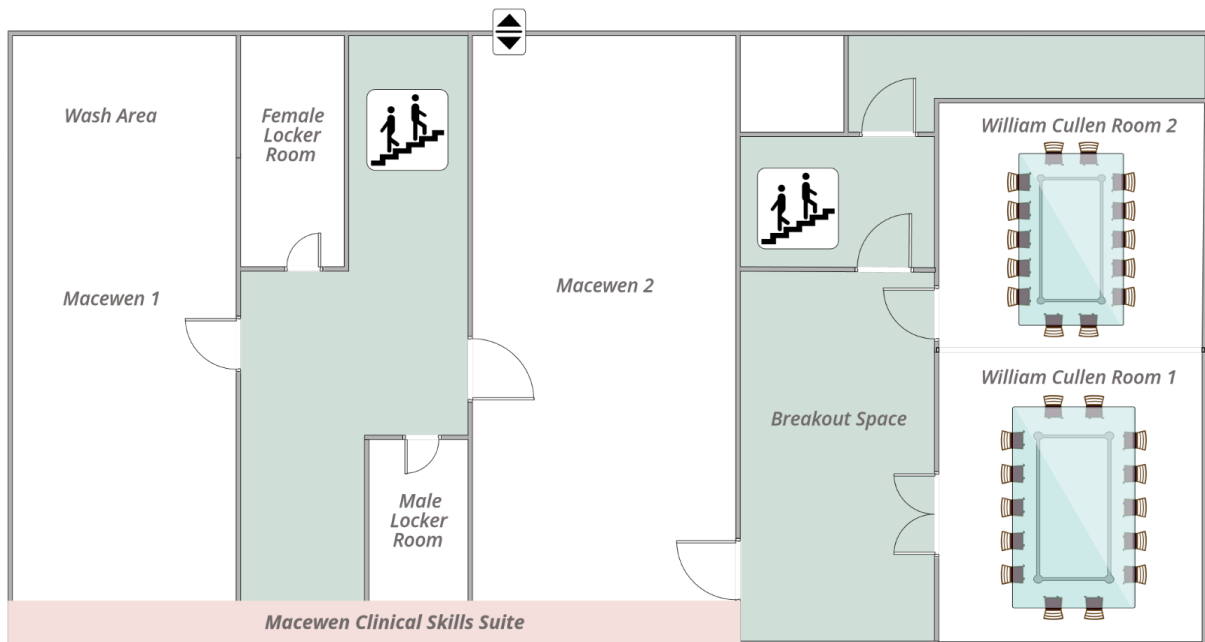 Wash Area
Female
Locker
Room
William Cullen Room 2
Macewen 1
Macewen 2
William Cullen Room 1
Breakout Space
Male
Locker
Room
Macewen Clinical Skills Suite